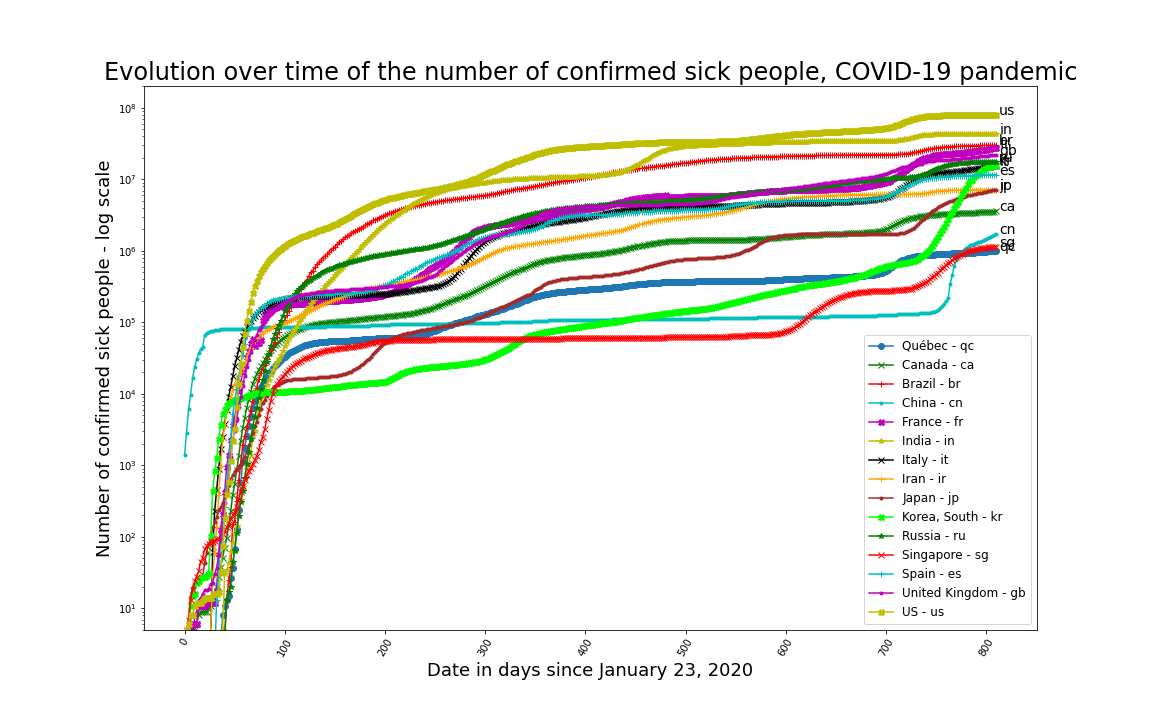 Evolution over time of the number of confirmed sick people, COVID-19 pandemic
Number of confirmed sick people - log scale
10⁸
10⁷
10⁶
10⁵
10⁴
10³
10²
10¹
us
in
br
gb
es
jp
ca
cn
sg
qc
Québec - qc
Canada - ca
Brazil - br
China - cn
France - fr
India - in
Italy - it
Iran - ir
Japan - jp
Korea, South - kr
Russia - ru
Singapore - sg
Spain - es
United Kingdom - gb
US - us
0
100
200
300
400
500
600
700
800
Date in days since January 23, 2020